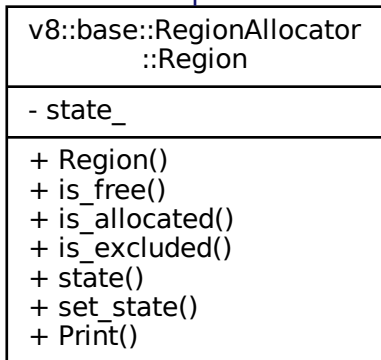 v8::base::RegionAllocator
::Region
- state_
+ Region()
+ is_free()
+ is_allocated()
+ is_excluded()
+ state()
+ set_state()
+ Print()